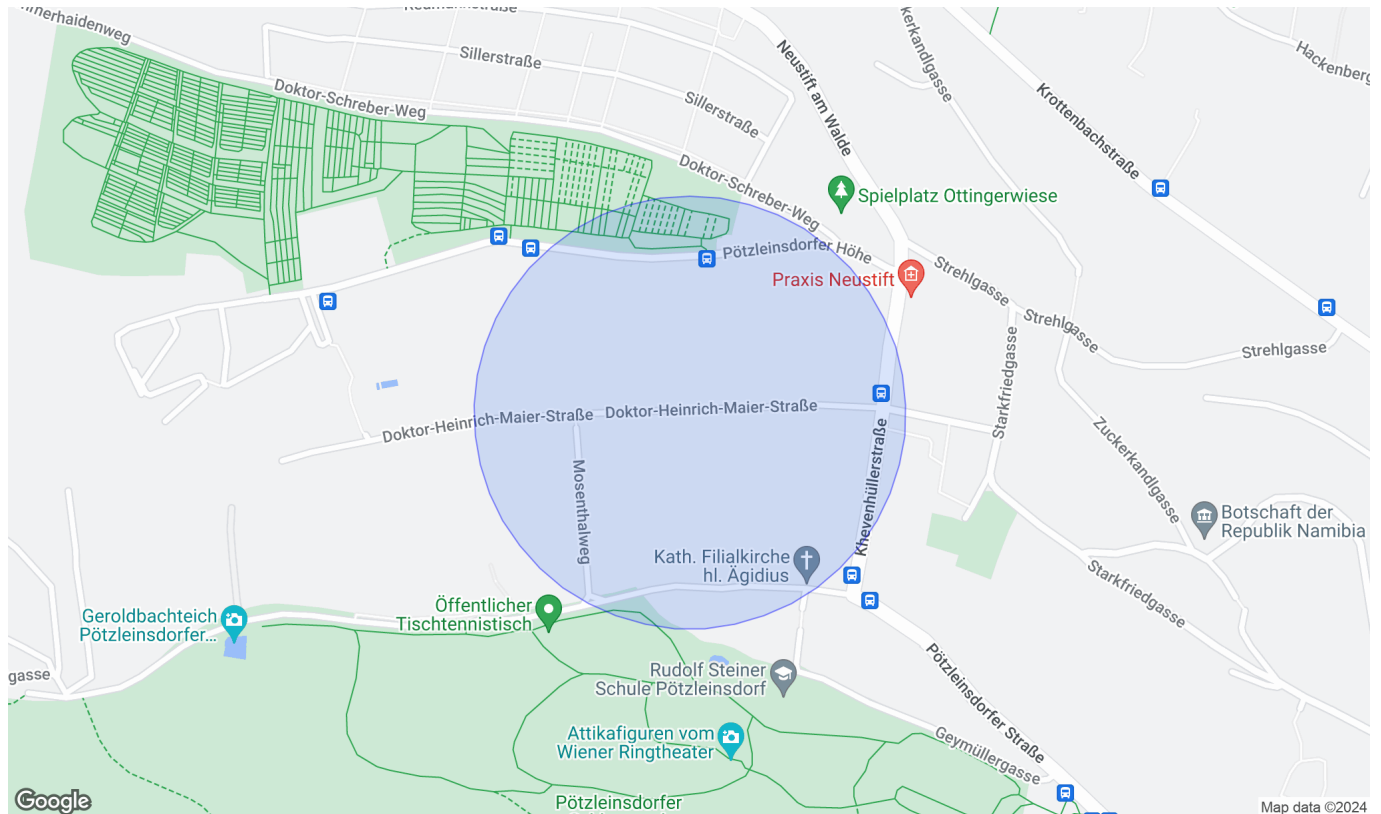 Sillerstraße
Doktor-Schreber-Weg
Sillerstraße
Neustift am Walde
Krottenbachstraße
Doktor-Schreber-Weg
Spielplatz Ottingerwiese
Pötzleinsdorfer Höhe
Praxis Neustift
Strehlgasse
Strehlgasse
Strehlgasse
Starkfriedgasse
Doktor-Heinrich-Maier-Straße
Doktor-Heinrich-Maier-Straße
Mosenthalweg
Khevenhüllerstraße
Zuckerkandlgasse
Botschaft der
Republik Namibia
Kath. Filialkirche
hl. Ägidius
Starkfriedgasse
Öffentlicher
Tischtennistisch
Geroldbachteich
Pötzleinsdorfer...
gasse
Rudolf Steiner
Schule Pötzleinsdorf
Pötzleinsdorfer Straße
Attikafiguren vom
Wiener Ringtheater
Geymüllergasse
Pötzleinsdorfer
Google
Map data ©2024